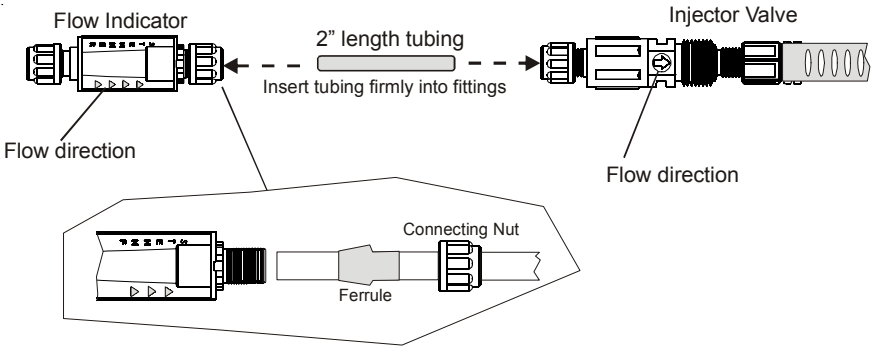 Flow Indicator
2” length tubing
Insert tubing firmly into fittings
Injector Valve
Flow direction
Flow direction
Connecting Nut
Ferrule